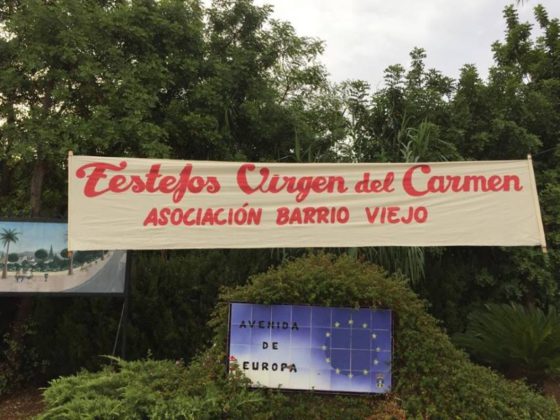 Festejos Virgen del Carmen
ASOCIACIÓN BARRIO VIEJO
AVENIDA
DE
EUROPA